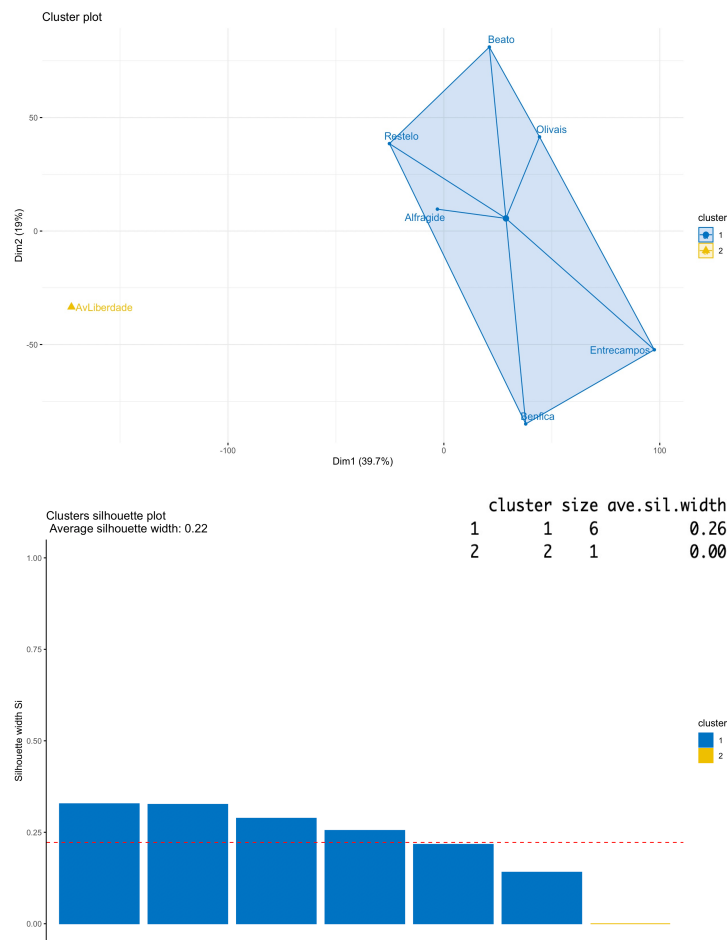 Cluster plot
Beato
50
Olivais
Restelo
Alfragide
Dim2 (19%)
0
cluster
1
2
AvLiberdade
-50
Entrecampos
Benfica
-100
0
100
Dim1 (39.7%)
Clusters silhouette plot
Average silhouette width: 0.22
cluster size ave.sil.width
1 1 6 0.26
2 2 1 0.00
1.00
0.75
Silhouette width Si
0.50
cluster
1
2
0.25
0.00